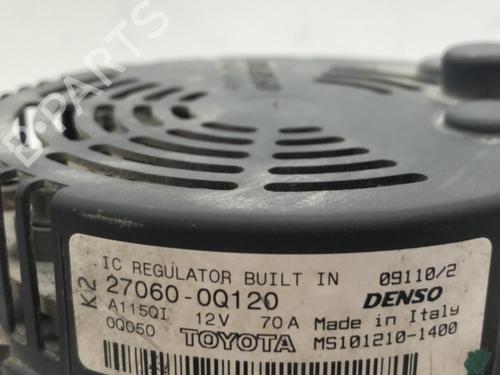 B-PARTS
DENSO
IC REGULATOR BUILT IN 09110/2
K2 27060-0Q120 DENSO
A115QI 12V 70A Made in Italy
0Q050 TOYOTA MS101210-1400